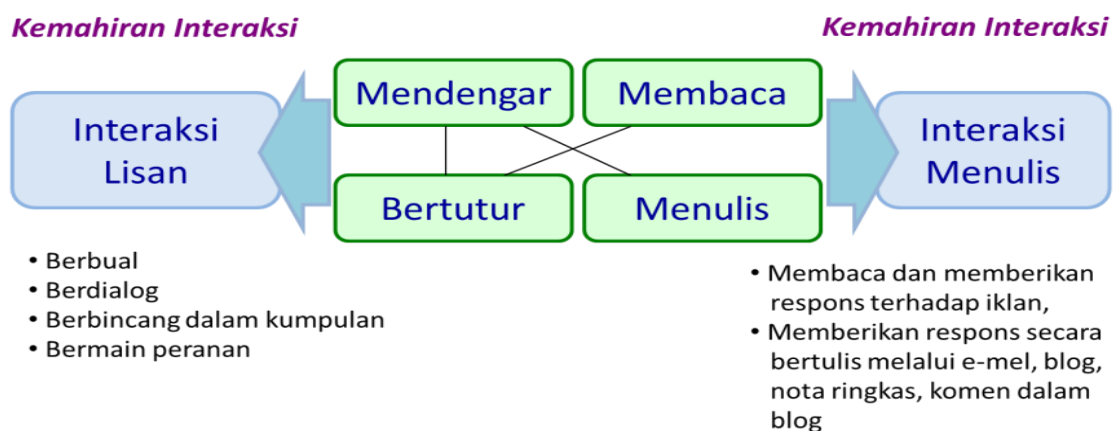 Kemahiran Interaksi
Kemahiran Interaksi
Interaksi
Lisan
Mendengar
Membaca
Bertutur
Menulis
Interaksi
Menulis
• Berbual
• Berdialog
• Berbincang dalam kumpulan
• Bermain peranan
• Membaca dan memberikan
respons terhadap iklan,
• Memberikan respons secara
bertulis melalui e-mel, blog,
nota ringkas, komen dalam
blog